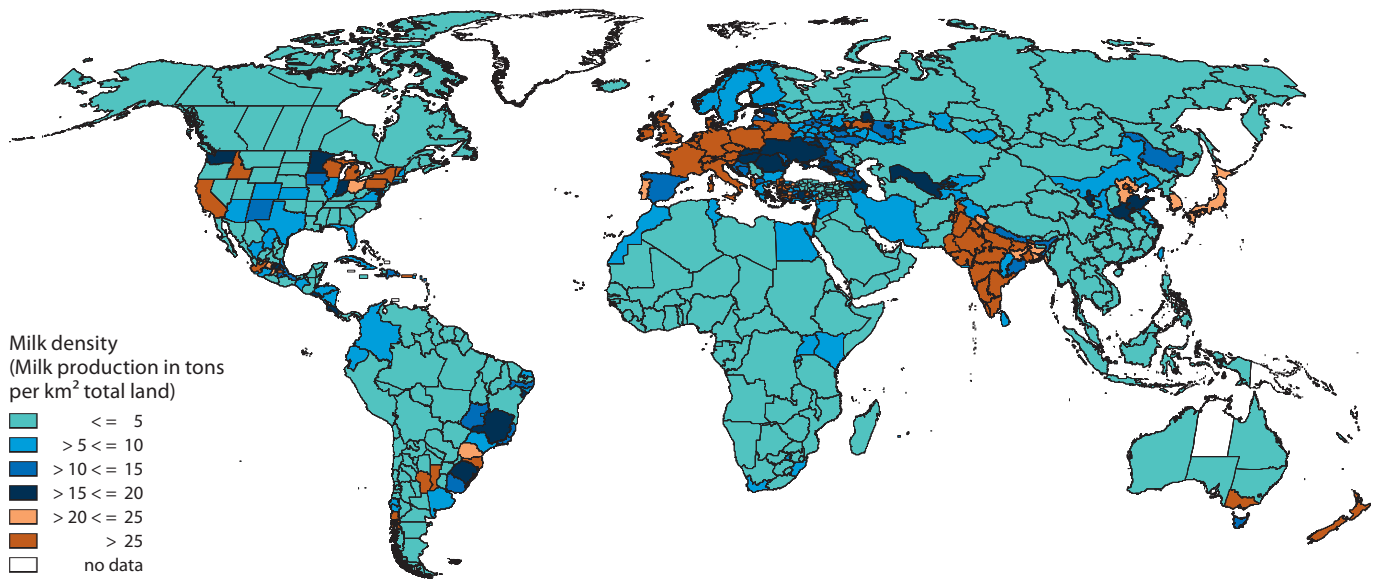 Milk density
(Milk production in tons
per km² total land)
<= 5
>5 <= 10
>10 <= 15
>15 <= 20
>20 <= 25
> 25
no data